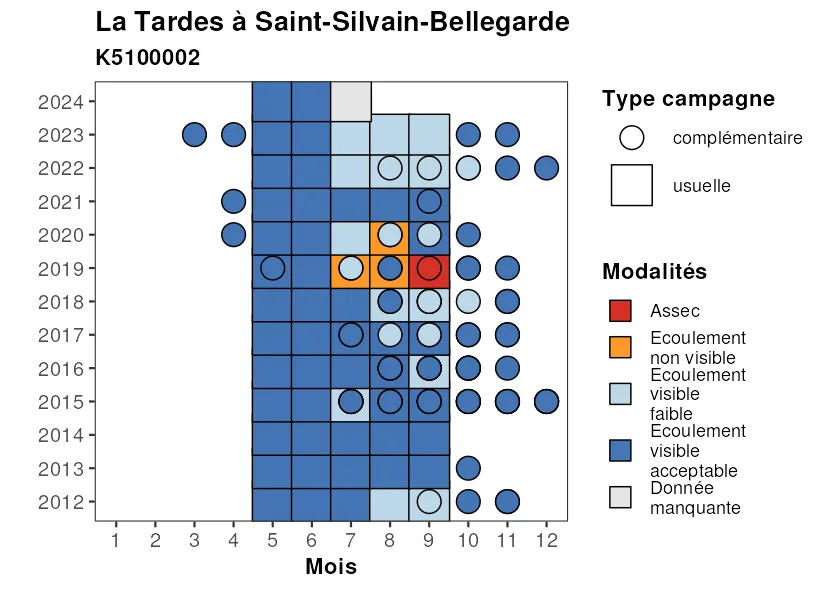 La Tardes à Saint-Silvain-Bellegarde
K5100002
2024
2023
2022
2021
2020
2019
2018
2017
2016
2015
2014
2013
2012
1 2 3 4 5 6 7 8 9 10 11 12
Mois
Type campagne
complémentaire
usuelle
Modalités
Assec
Ecoulement
non visible
Ecoulement
visible
faible
Ecoulement
visible
acceptable
Donnée
manquante